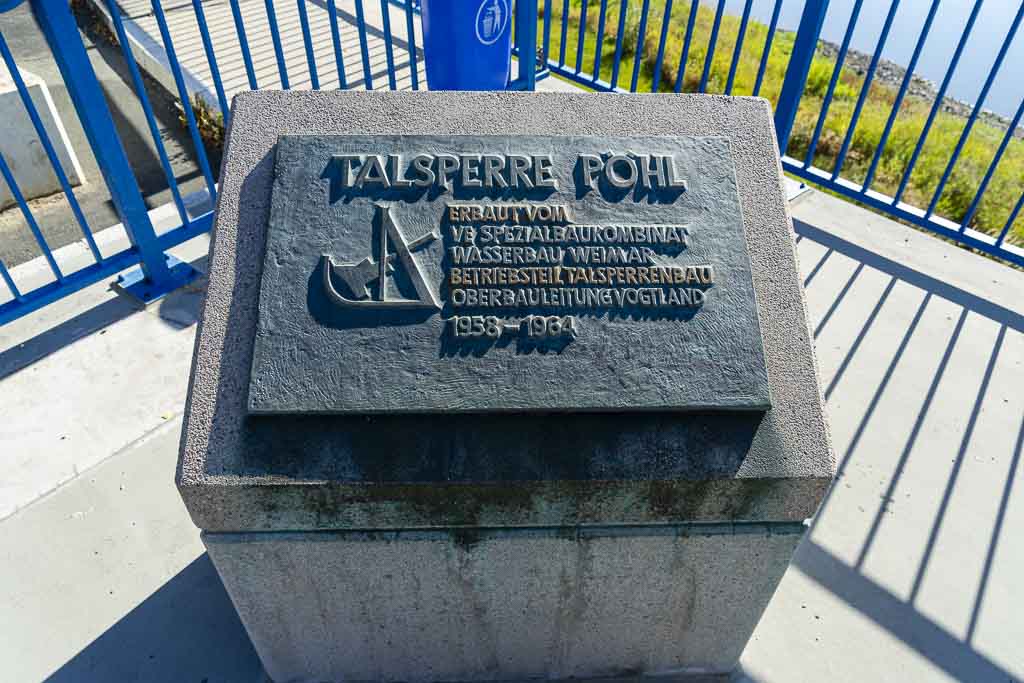 TALSPERRE PÖHL
ERBAUT VOM
VE SPEZIALBAUKOMBINAT
WASSERBAU WEIMAR
BETRIEBSTEIL TALSPERRENBAU
OBERBAULEITUNG VOGTLAND
1958-1964